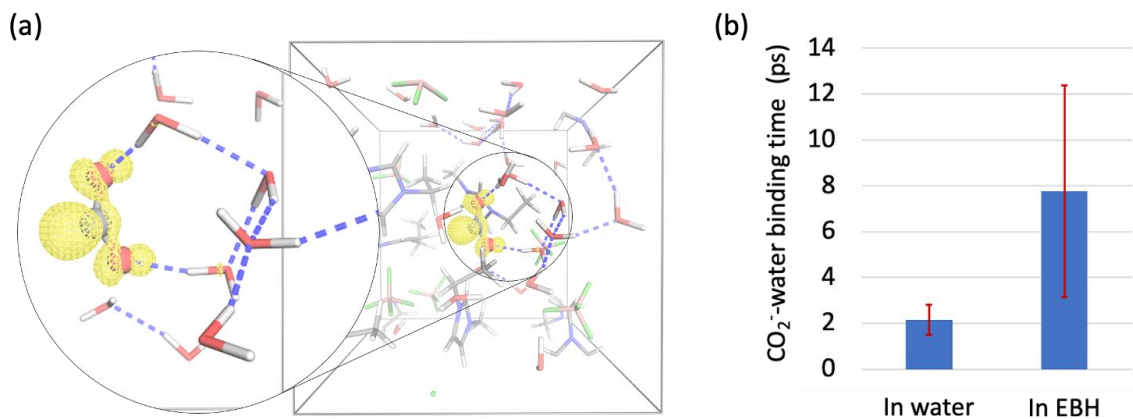 (a)
(b)
CO₂⁻-water binding time (ps)
14
12
10
8
6
4
2
0
In water
In EBH